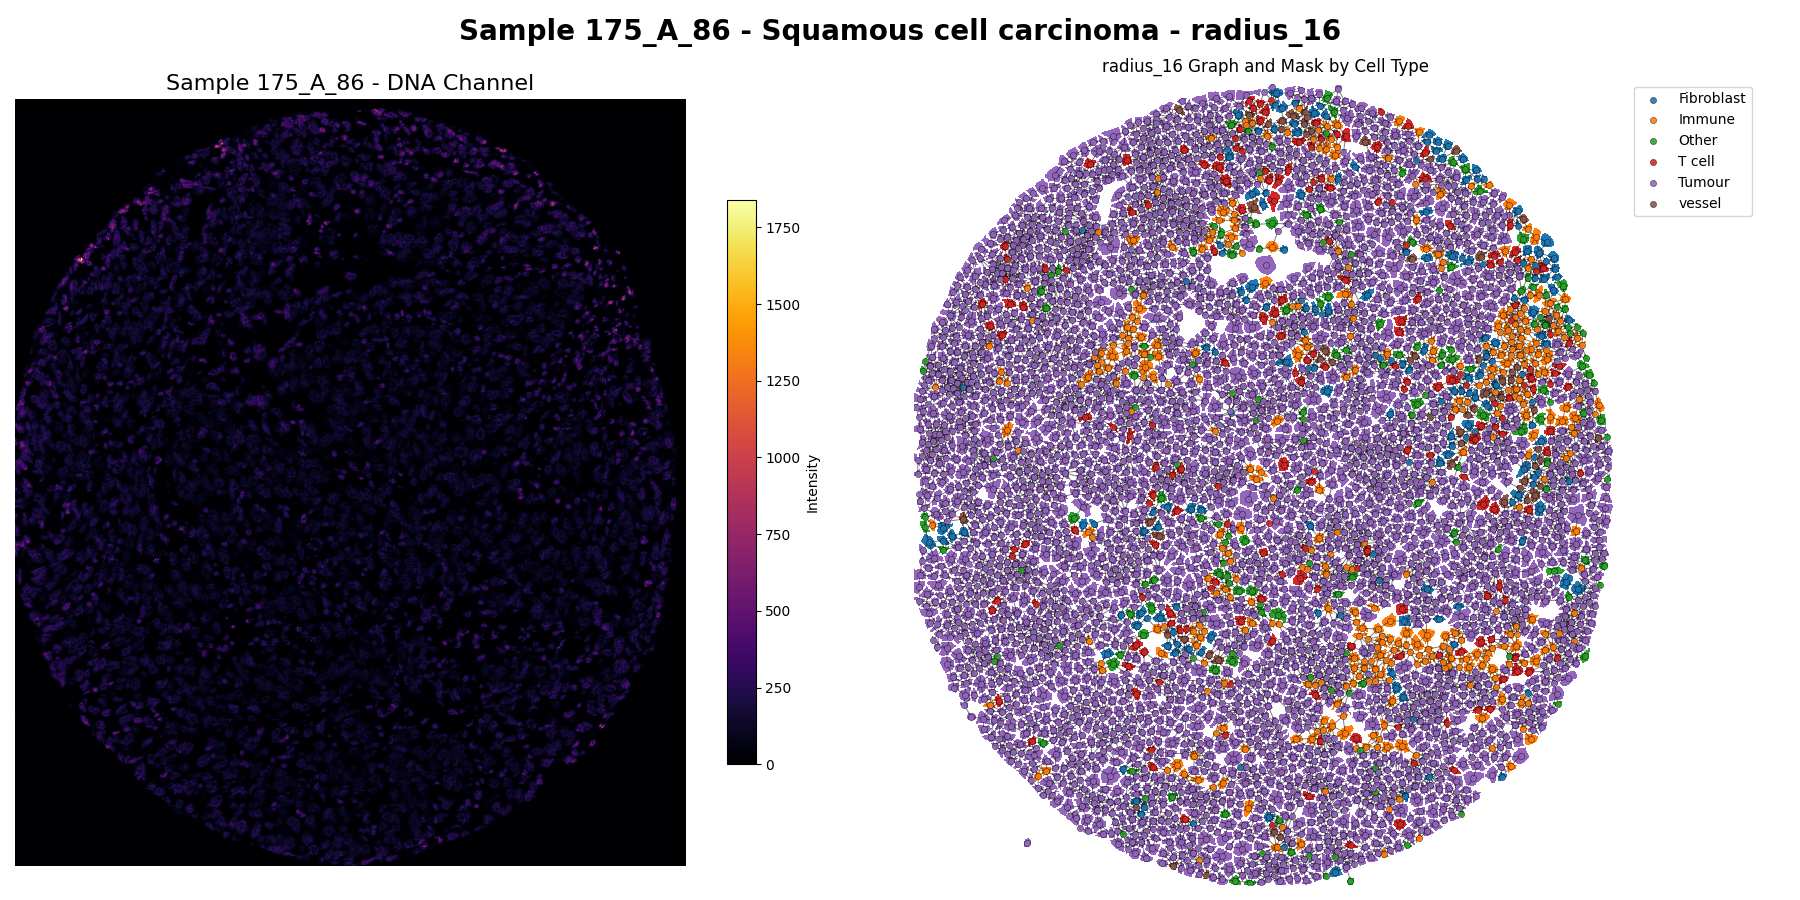 Sample 175_A_86 - Squamous cell carcinoma - radius_16
Sample 175_A_86 - DNA Channel
1750
1500
1250
1000
750
500
250
0
Intensity
radius_16 Graph and Mask by Cell Type
Fibroblast
Immune
Other
T cell
Tumour
vessel